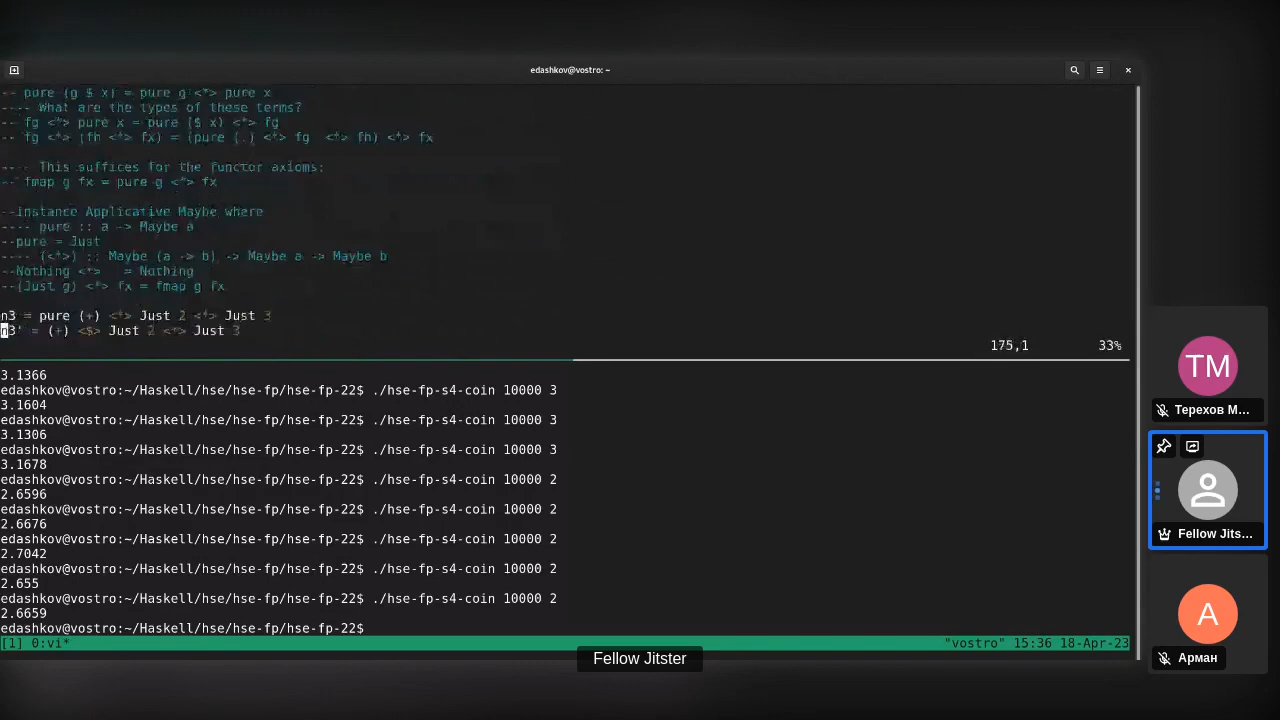 edashkov@vostro: ~
-- pure (g $ x) = pure g <*> pure x
---- What are the types of these terms?
-- fg <*> pure x = pure ($ x) <*> fg
-- fg <*> (fh <*> fx) = (pure (.) <*> fg  <*> fh) <*> fx
---- This suffices for the functor axioms:
-- fmap g fx = pure g <*> fx
--instance Applicative Maybe where
---- pure :: a -> Maybe a
--pure = Just
---- (<*>) :: Maybe (a -> b) -> Maybe a -> Maybe b
--Nothing <*>   = Nothing
--(Just g) <*> fx = fmap g fx
n3 = pure (+) <*> Just 2 <*> Just 3
n3' = (+) <$> Just 2 <*> Just 3
175,1 33%
3.1366
edashkov@vostro:~/Haskell/hse/hse-fp/hse-fp-22$ ./hse-fp-s4-coin 10000 3
3.1604
edashkov@vostro:~/Haskell/hse/hse-fp/hse-fp-22$ ./hse-fp-s4-coin 10000 3
3.1306
edashkov@vostro:~/Haskell/hse/hse-fp/hse-fp-22$ ./hse-fp-s4-coin 10000 3
3.1678
edashkov@vostro:~/Haskell/hse/hse-fp/hse-fp-22$ ./hse-fp-s4-coin 10000 2
2.6596
edashkov@vostro:~/Haskell/hse/hse-fp/hse-fp-22$ ./hse-fp-s4-coin 10000 2
2.6676
edashkov@vostro:~/Haskell/hse/hse-fp/hse-fp-22$ ./hse-fp-s4-coin 10000 2
2.7042
edashkov@vostro:~/Haskell/hse/hse-fp/hse-fp-22$ ./hse-fp-s4-coin 10000 2
2.655
edashkov@vostro:~/Haskell/hse/hse-fp/hse-fp-22$ ./hse-fp-s4-coin 10000 2
2.6659
edashkov@vostro:~/Haskell/hse/hse-fp/hse-fp-22$
[1] 0:vi* "vostro" 15:36 18-Apr-23
Fellow Jitster
TM
Терехов М...
Fellow Jits...
A
Арман